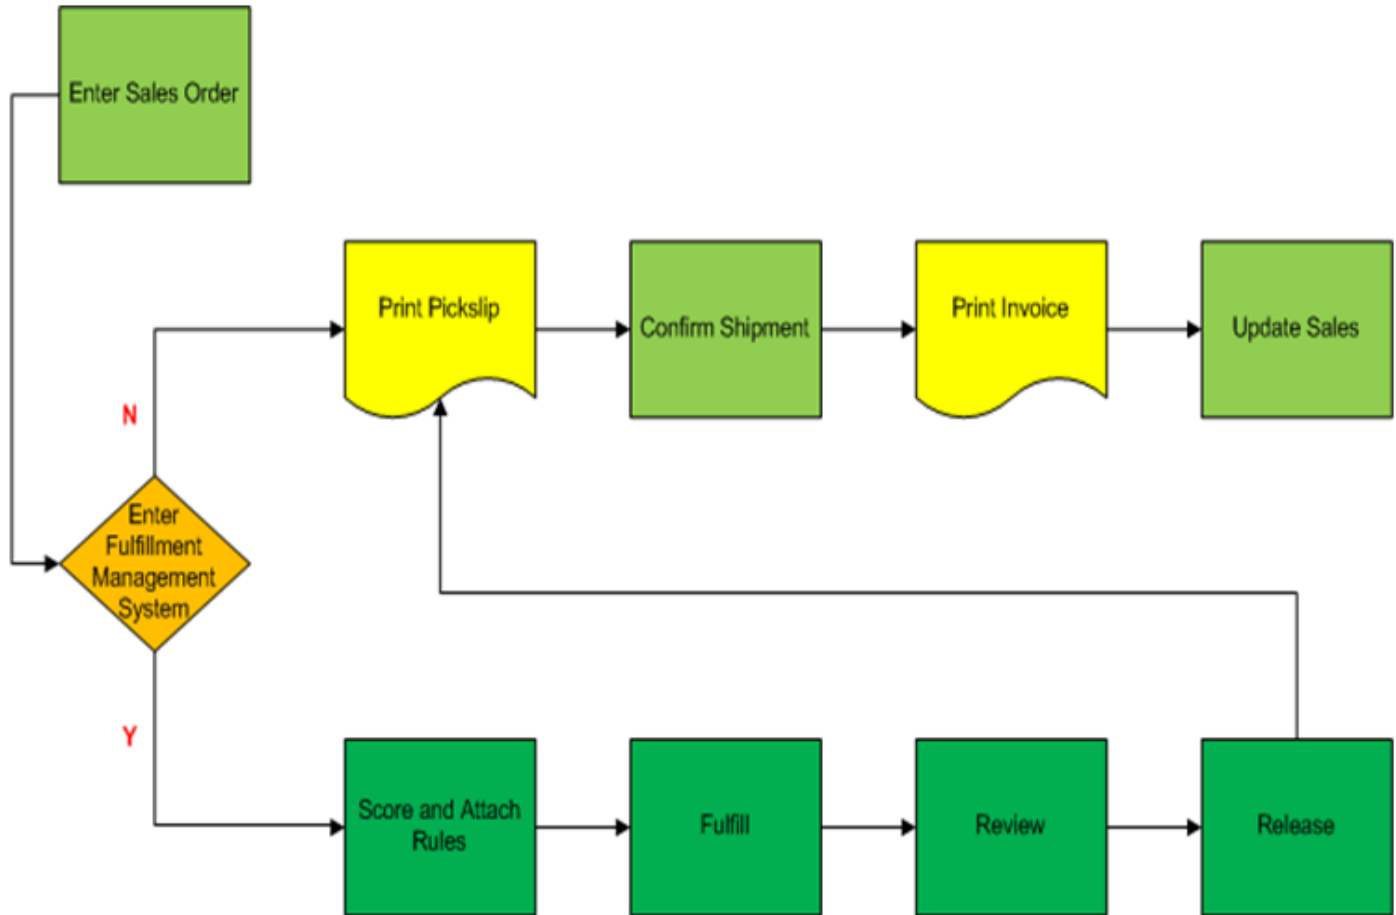 Enter Sales Order
Print Pickslip
Confirm Shipment
Print Invoice
Update Sales
N
Enter
Fulfillment
Management
System
Y
Score and Attach
Rules
Fulfill
Review
Release